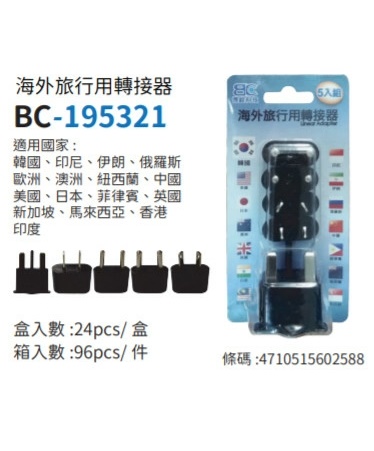 海外旅行用轉接器
BC-195321
適用國家：
韓國、印尼、伊朗、俄羅斯
歐洲、澳洲、紐西蘭、中國
美國、日本、菲律賓、英國
新加坡、馬來西亞、香港
印度
盒入數 :24pcs/ 盒
箱入數 :96pcs/ 件
BC
5入組
海外旅行用轉接器
韓國
條碼 :4710515602588